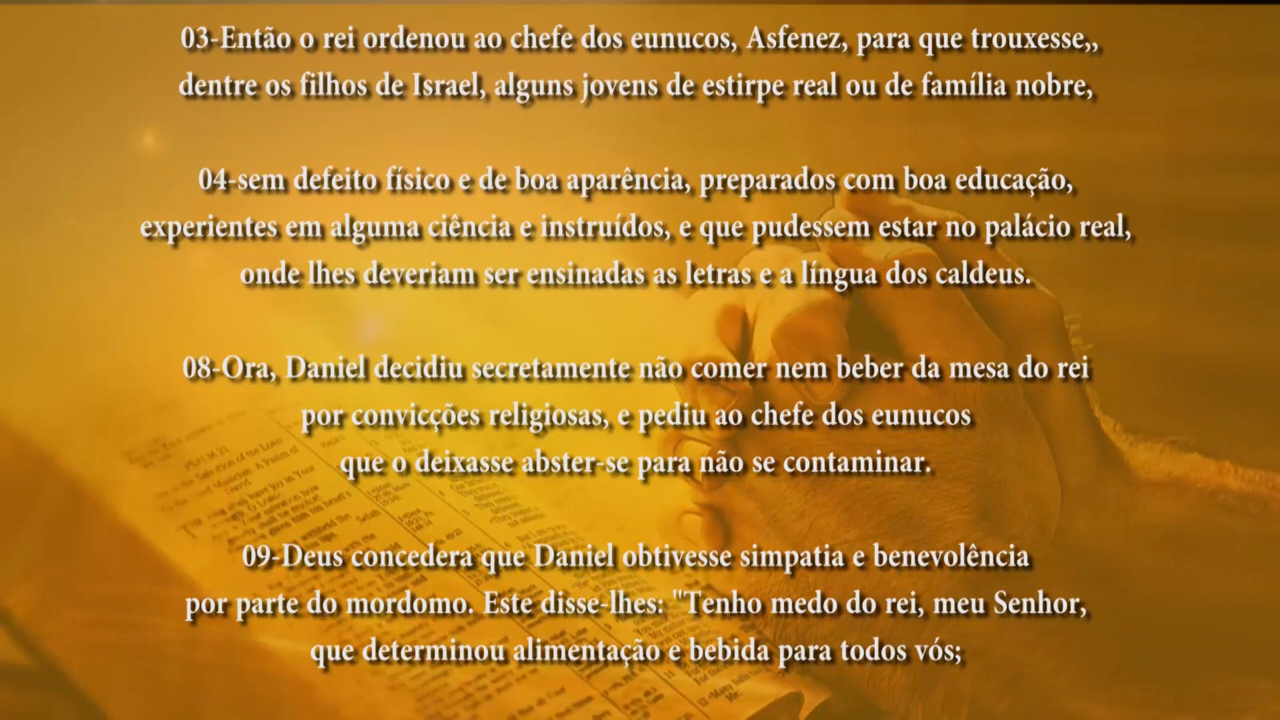 03-Então o rei ordenou ao chefe dos eunucos, Asfenez, para que trouxesse,,
dentre os filhos de Israel, alguns jovens de estirpe real ou de família nobre,
04-sem defeito físico e de boa aparência, preparados com boa educação,
experientes em alguma ciência e instruídos, e que pudessem estar no palácio real,
onde lhes deveriam ser ensinadas as letras e a língua dos caldeus.
08-Ora, Daniel decidiu secretamente não comer nem beber da mesa do rei
por convicções religiosas, e pediu ao chefe dos eunucos
que o deixasse abster-se para não se contaminar.
09-Deus concedera que Daniel obtivesse simpatia e benevolência
por parte do mordomo. Este disse-lhes: "Tenho medo do rei, meu Senhor,
que determinou alimentação e bebida para todos vós;